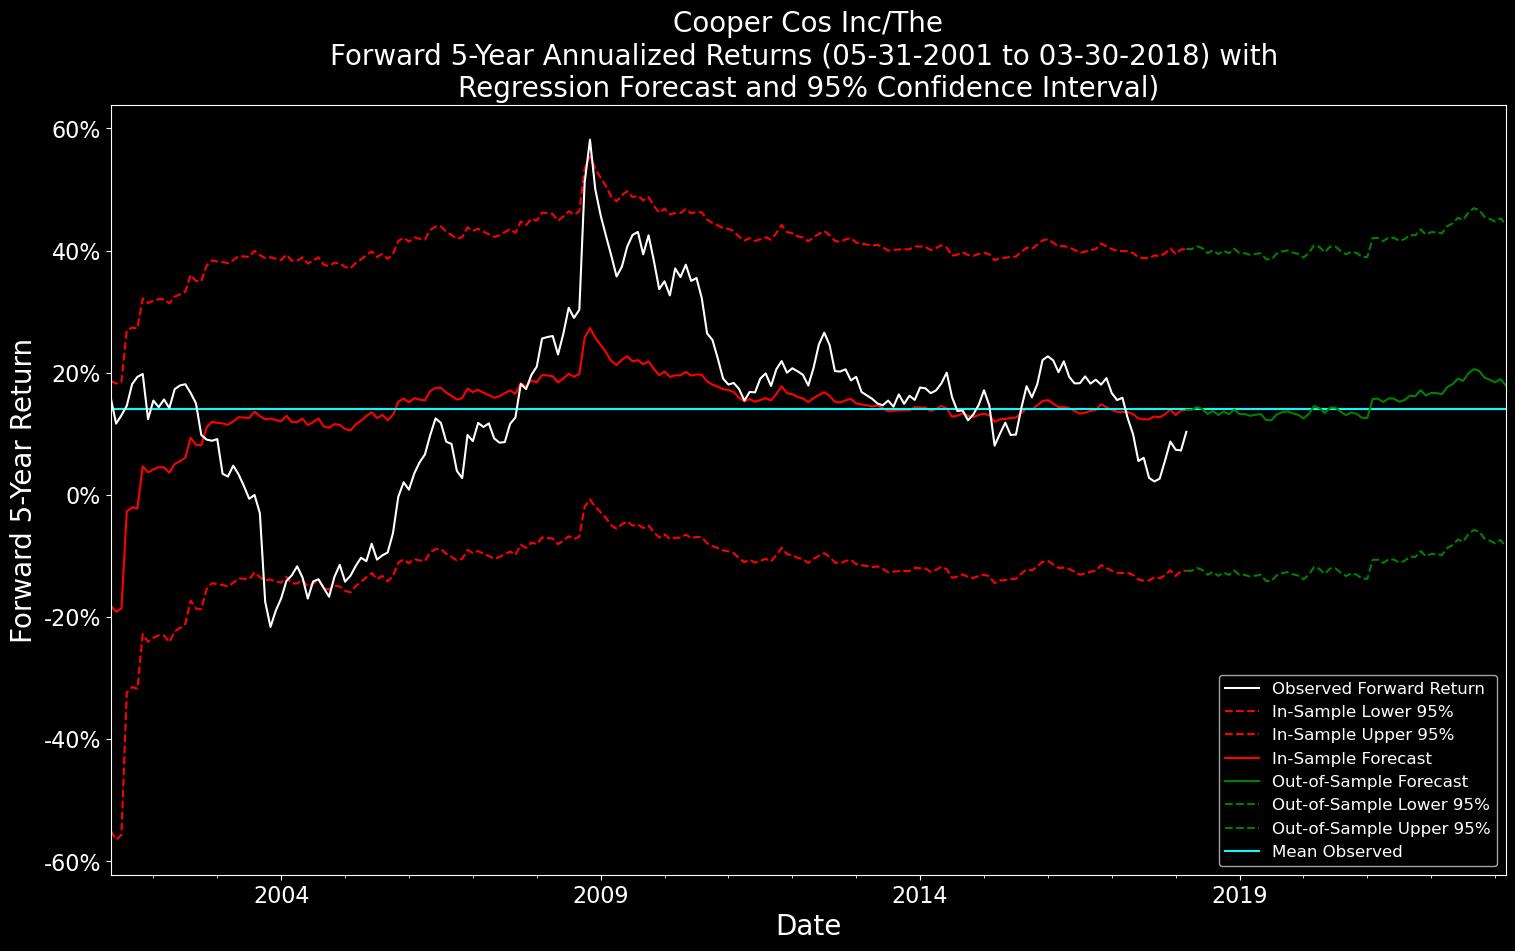 Cooper Cos Inc/The
Forward 5-Year Annualized Returns (05-31-2001 to 03-30-2018) with
Regression Forecast and 95% Confidence Interval)
60%
40%
20%
0%
-20%
-40%
-60%
Forward 5-Year Return
Observed Forward Return
In-Sample Lower 95%
In-Sample Upper 95%
In-Sample Forecast
Out-of-Sample Forecast
Out-of-Sample Lower 95%
Out-of-Sample Upper 95%
Mean Observed
2004
2009
2014
2019
Date